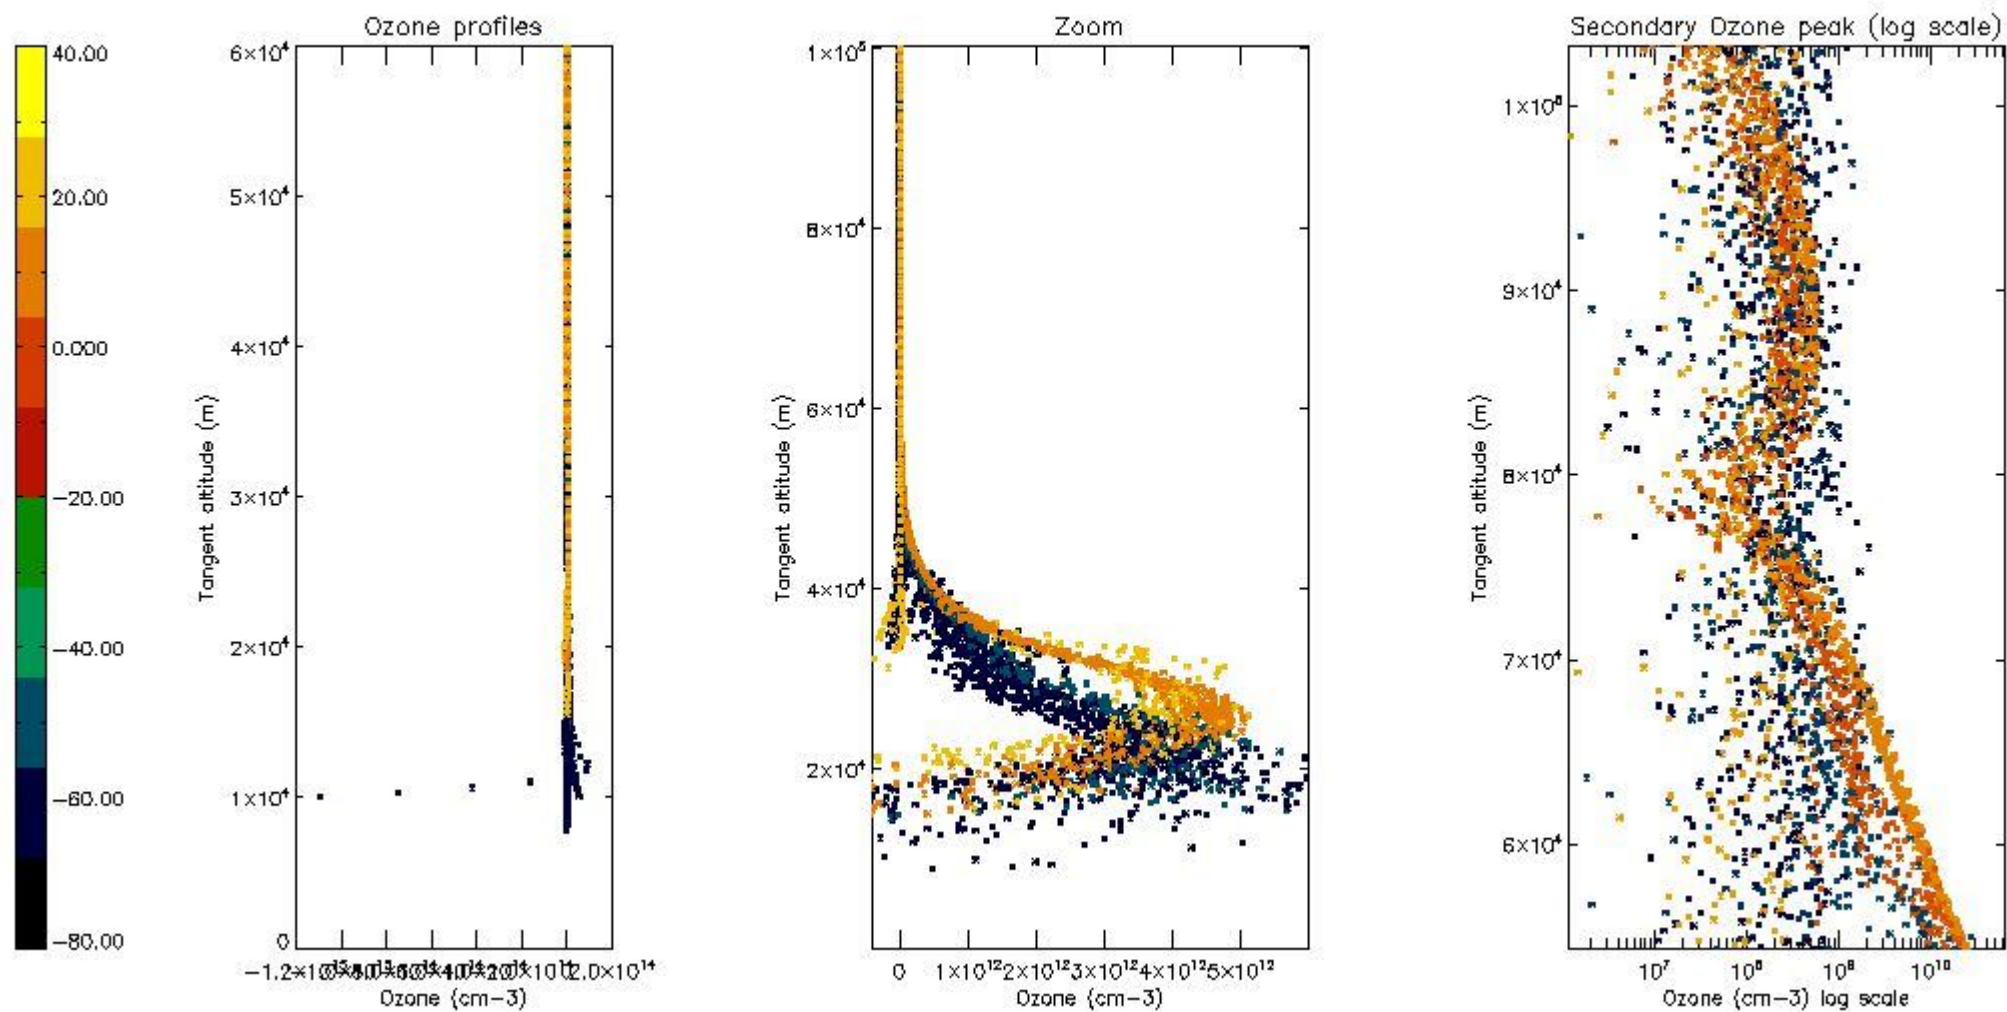 Ozone profiles
Zoom
Secondary Ozone peak (log scale)
40.00
20.00
0.000
−20.00
−40.00
−60.00
−80.00
6×10⁴
5×10⁴
4×10⁴
3×10⁴
2×10⁴
1×10⁴
0
Tangent altitude (m)
2.0×10¹⁴
Ozone (cm−3)
1×10⁵
8×10⁴
6×10⁴
4×10⁴
2×10⁴
Tangent altitude (m)
0 1×10¹² 2×10¹² 3×10¹² 4×10¹² 5×10¹²
Ozone (cm−3)
1×10⁵
9×10⁴
8×10⁴
7×10⁴
6×10⁴
Tangent altitude (m)
10⁷ 10⁸ 10⁹ 10¹⁰
Ozone (cm−3) log scale